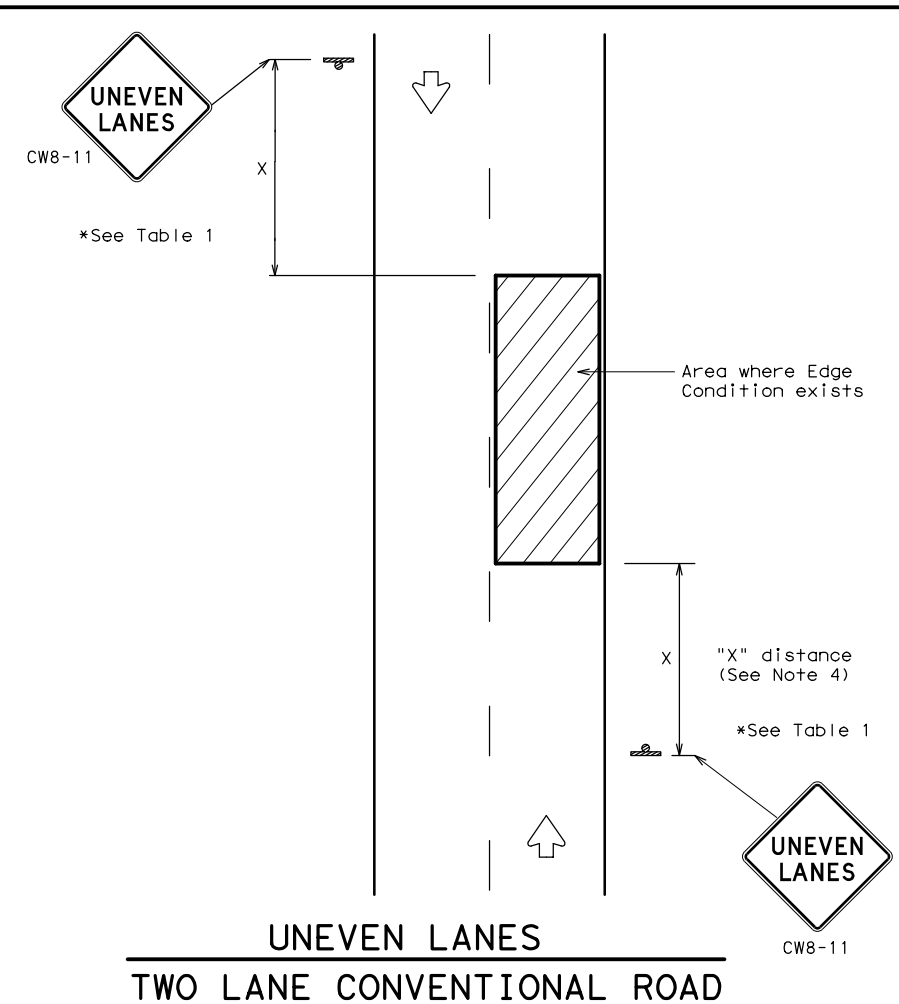 UNEVEN
LANES
CW8-11
X
*See Table 1
Area where Edge
Condition exists
X
"X" distance
(See Note 4)
*See Table 1
UNEVEN
LANES
CW8-11
UNEVEN LANES
TWO LANE CONVENTIONAL ROAD